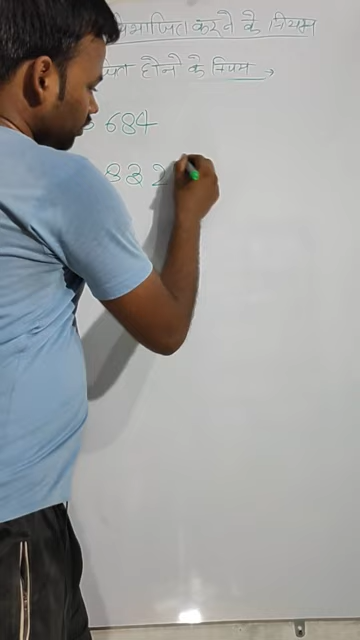 विभाजित करने के नियम
होने के नियम →
684
832